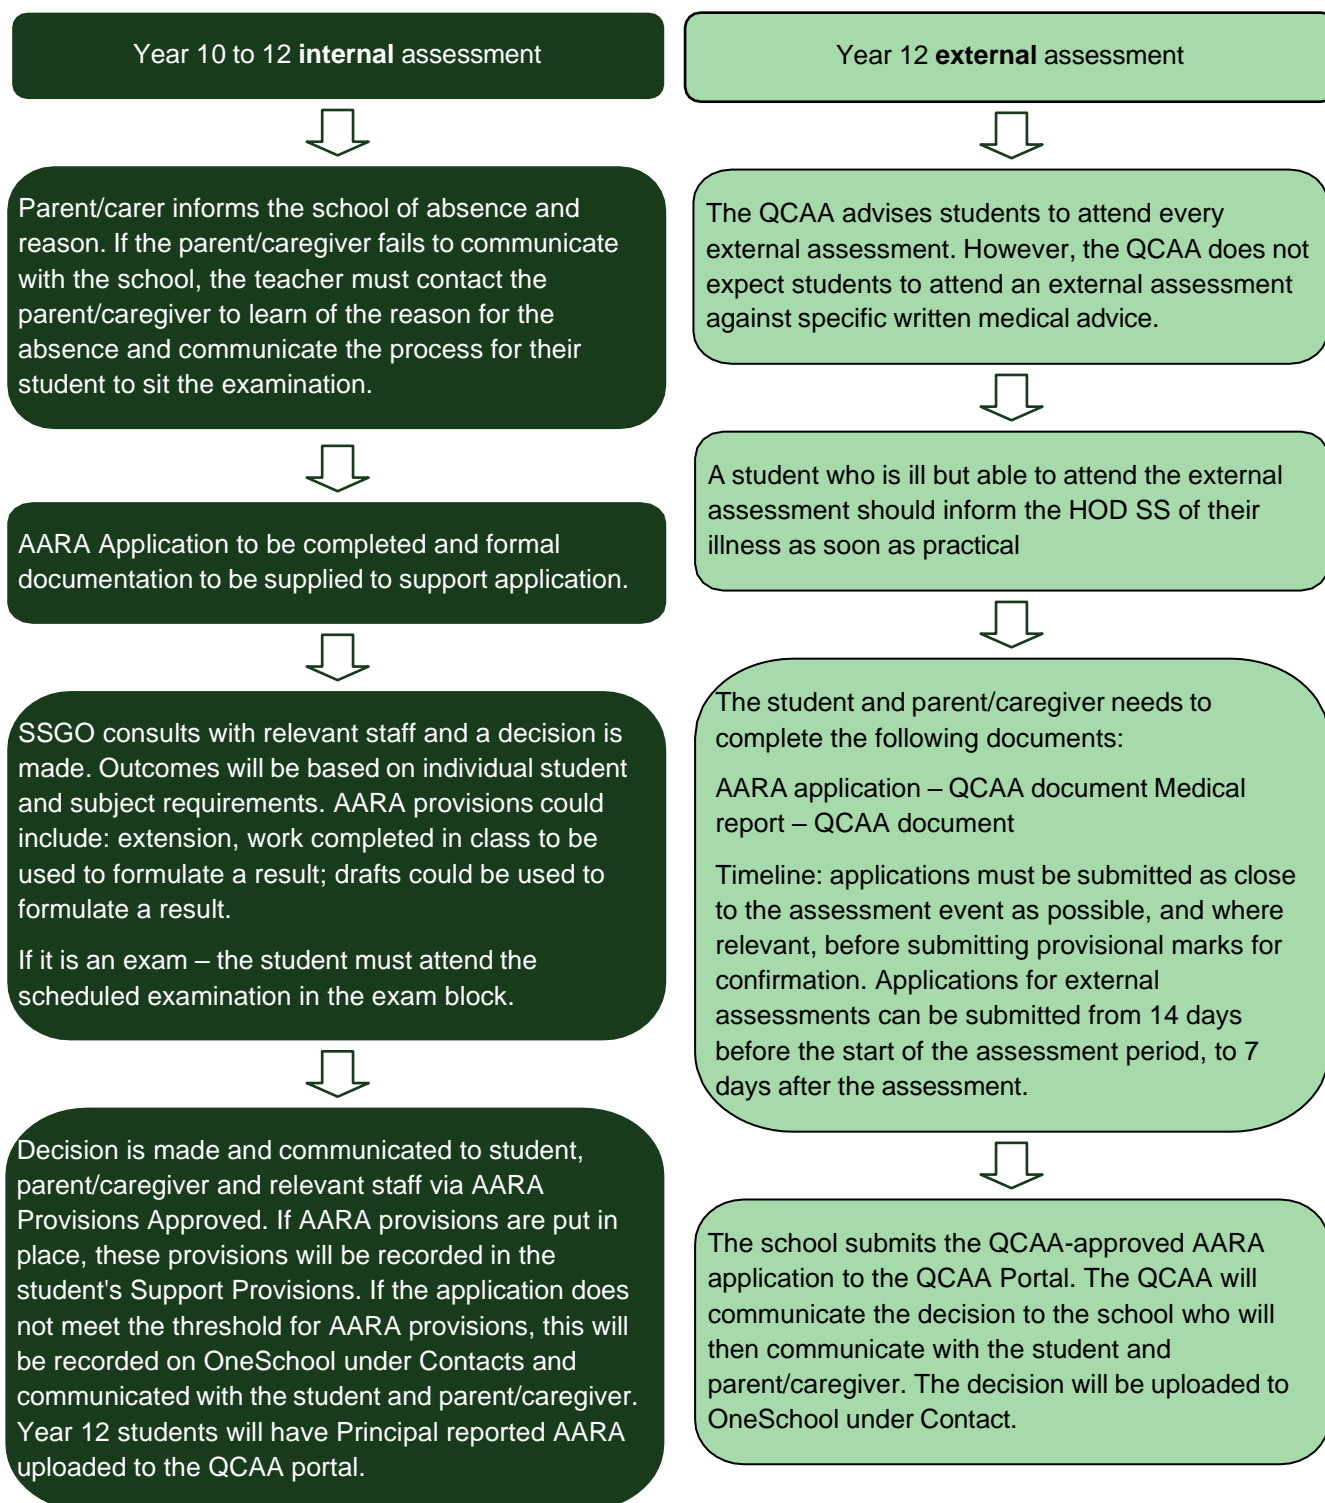 Year 10 to 12 internal assessment
Parent/carer informs the school of absence and
reason. If the parent/caregiver fails to communicate
with the school, the teacher must contact the
parent/caregiver to learn of the reason for the
absence and communicate the process for their
student to sit the examination.
AARA Application to be completed and formal
documentation to be supplied to support application.
SSGO consults with relevant staff and a decision is
made. Outcomes will be based on individual student
and subject requirements. AARA provisions could
include: extension, work completed in class to be
used to formulate a result; drafts could be used to
formulate a result.
If it is an exam – the student must attend the
scheduled examination in the exam block.
Decision is made and communicated to student,
parent/caregiver and relevant staff via AARA
Provisions Approved. If AARA provisions are put in
place, these provisions will be recorded in the
student's Support Provisions. If the application does
not meet the threshold for AARA provisions, this will
be recorded on OneSchool under Contacts and
communicated with the student and parent/caregiver.
Year 12 students will have Principal reported AARA
uploaded to the QCAA portal.
Year 12 external assessment
The QCAA advises students to attend every
external assessment. However, the QCAA does not
expect students to attend an external assessment
against specific written medical advice.
A student who is ill but able to attend the external
assessment should inform the HOD SS of their
illness as soon as practical
The student and parent/caregiver needs to
complete the following documents:
AARA application – QCAA document Medical
report – QCAA document
Timeline: applications must be submitted as close
to the assessment event as possible, and where
relevant, before submitting provisional marks for
confirmation. Applications for external
assessments can be submitted from 14 days
before the start of the assessment period, to 7
days after the assessment.
The school submits the QCAA-approved AARA
application to the QCAA Portal. The QCAA will
communicate the decision to the school who will
then communicate with the student and
parent/caregiver. The decision will be uploaded to
OneSchool under Contact.